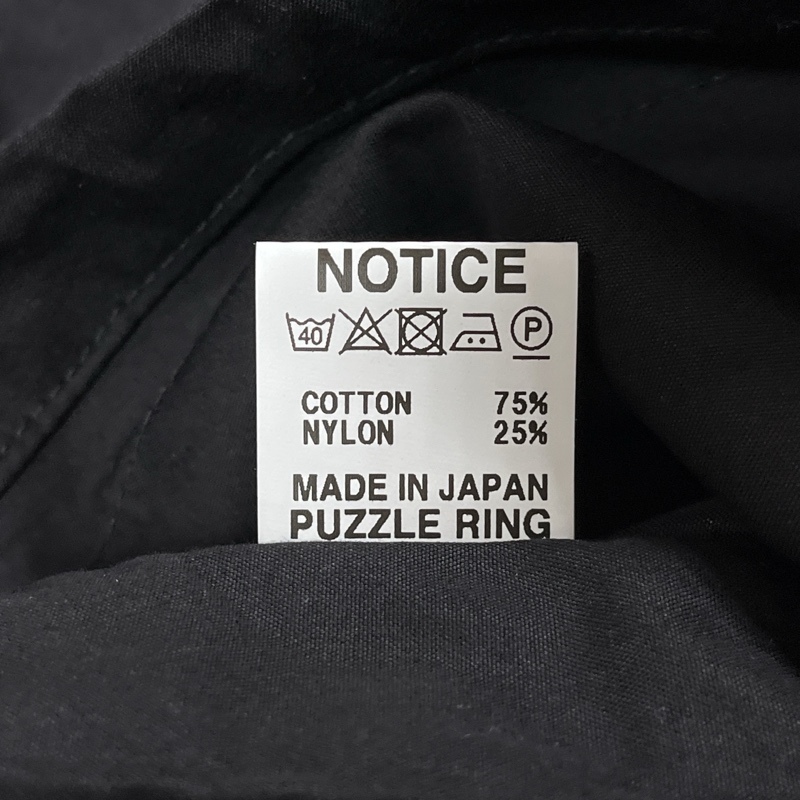 NOTICE
40 P
COTTON 75%
NYLON 25%
MADE IN JAPAN
PUZZLE RING